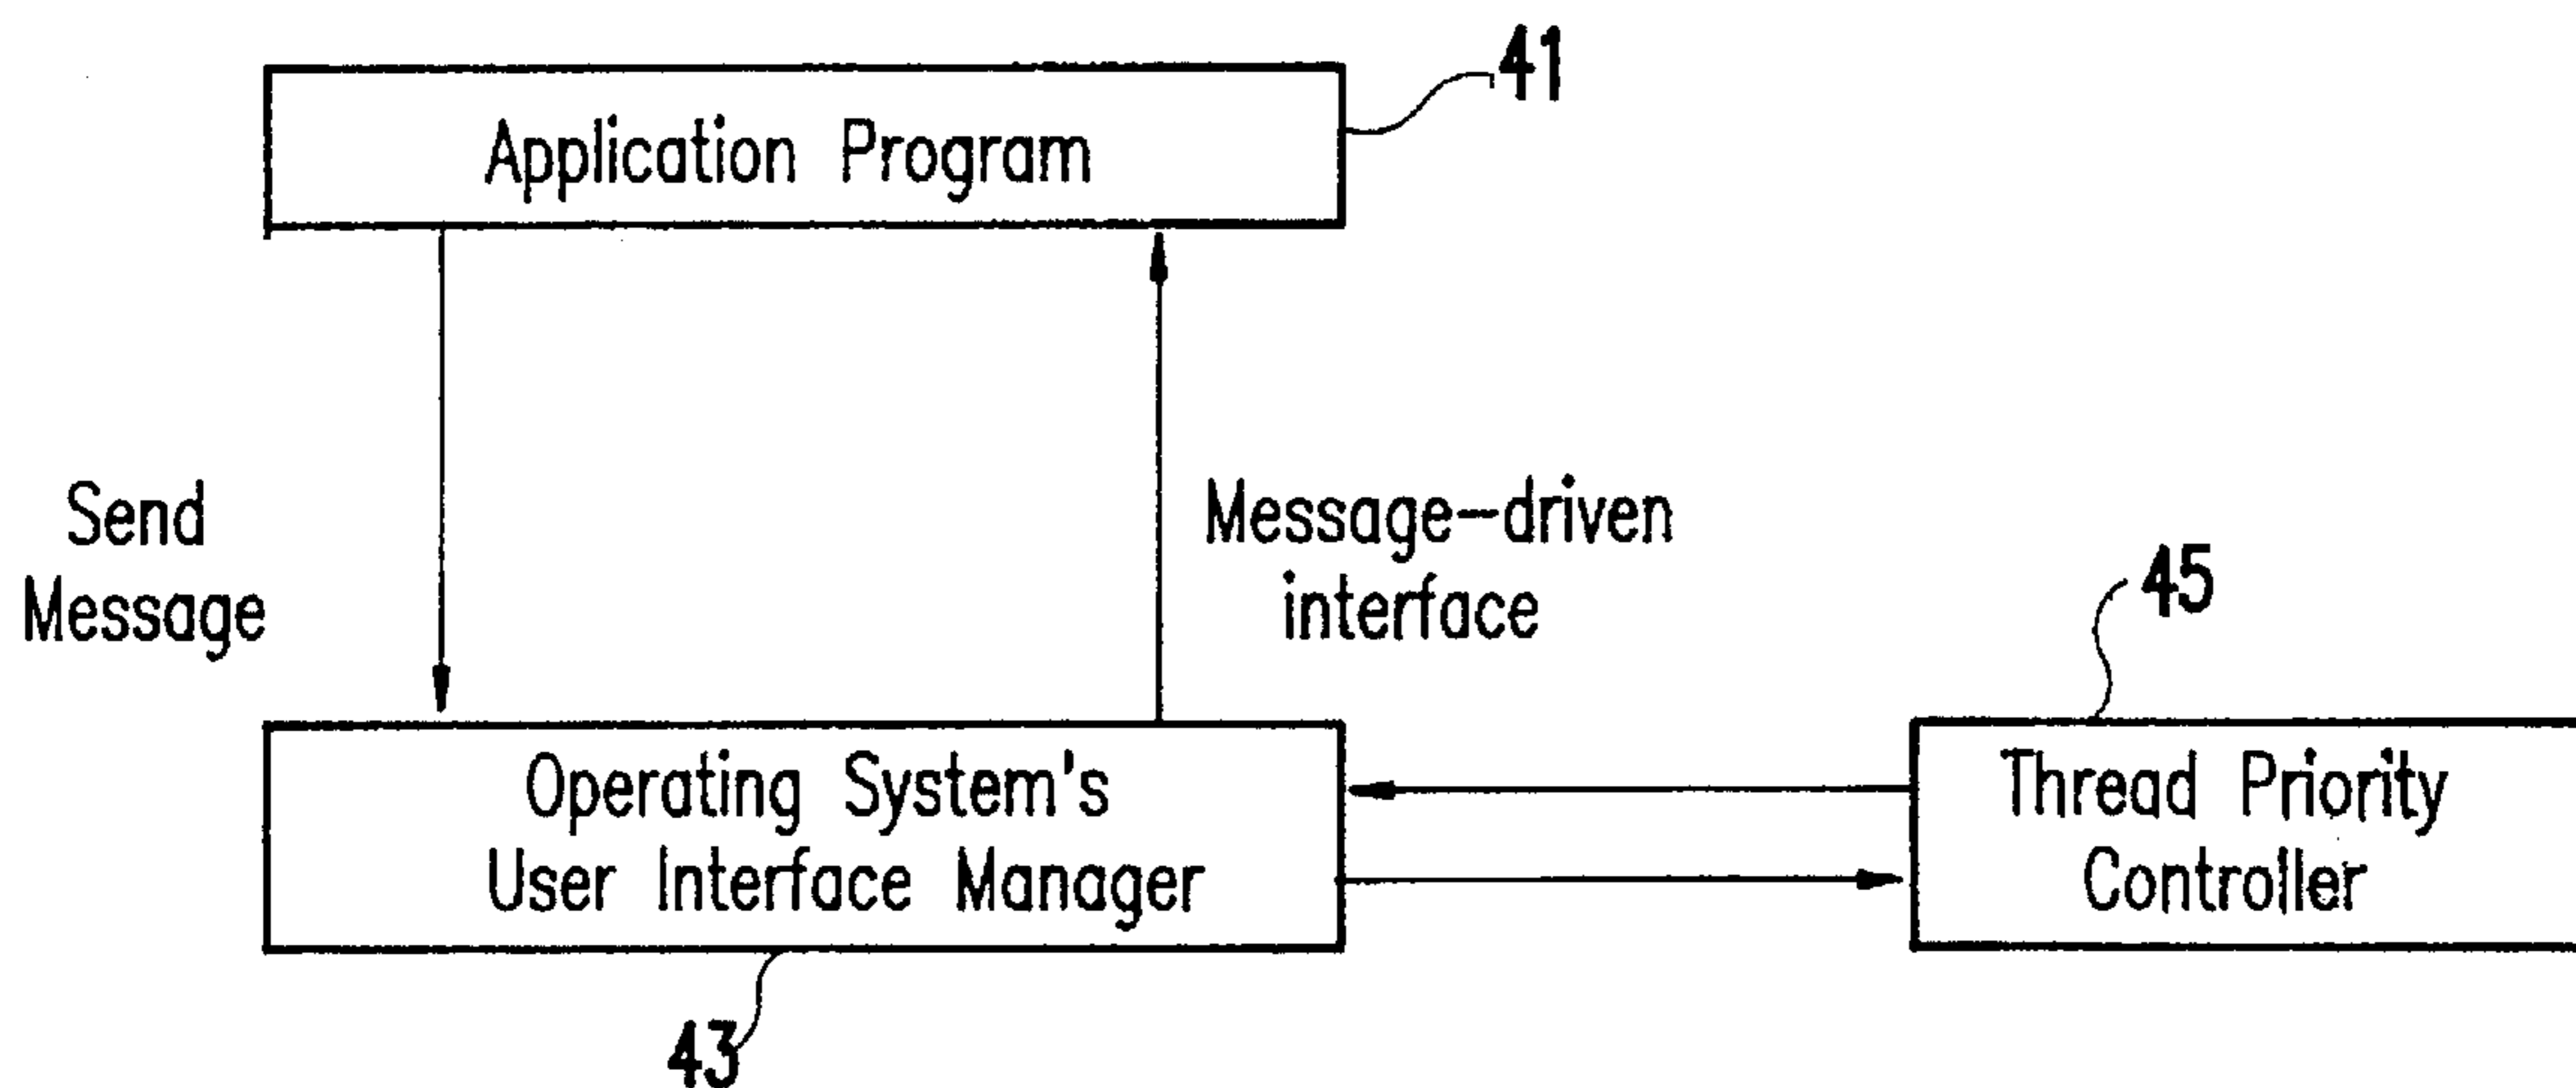 41
Application Program
Send
Message
Message-driven
interface
45
Operating System's
User Interface Manager
Thread Priority
Controller
43